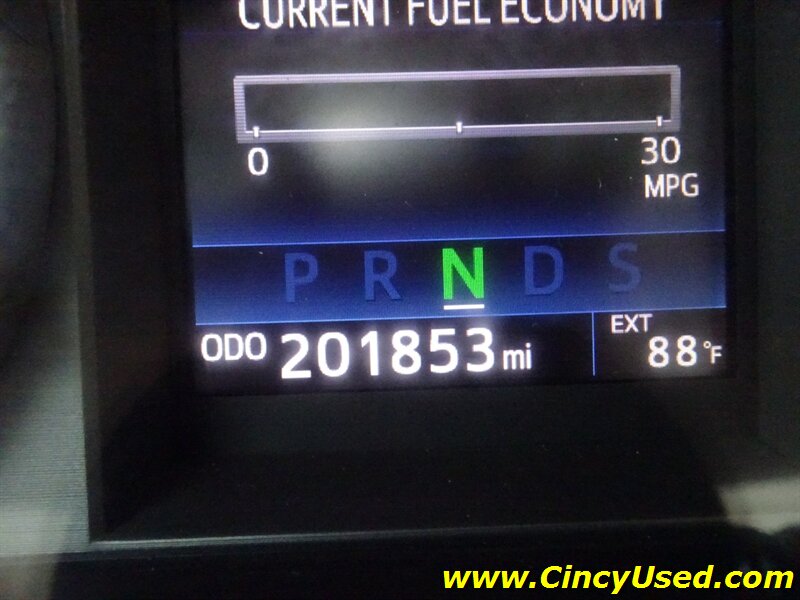 CURRENT FUEL ECONOMY
0 30
MPG
P R N D S
ODO 201853 mi
EXT
88°F
www.CincyUsed.com